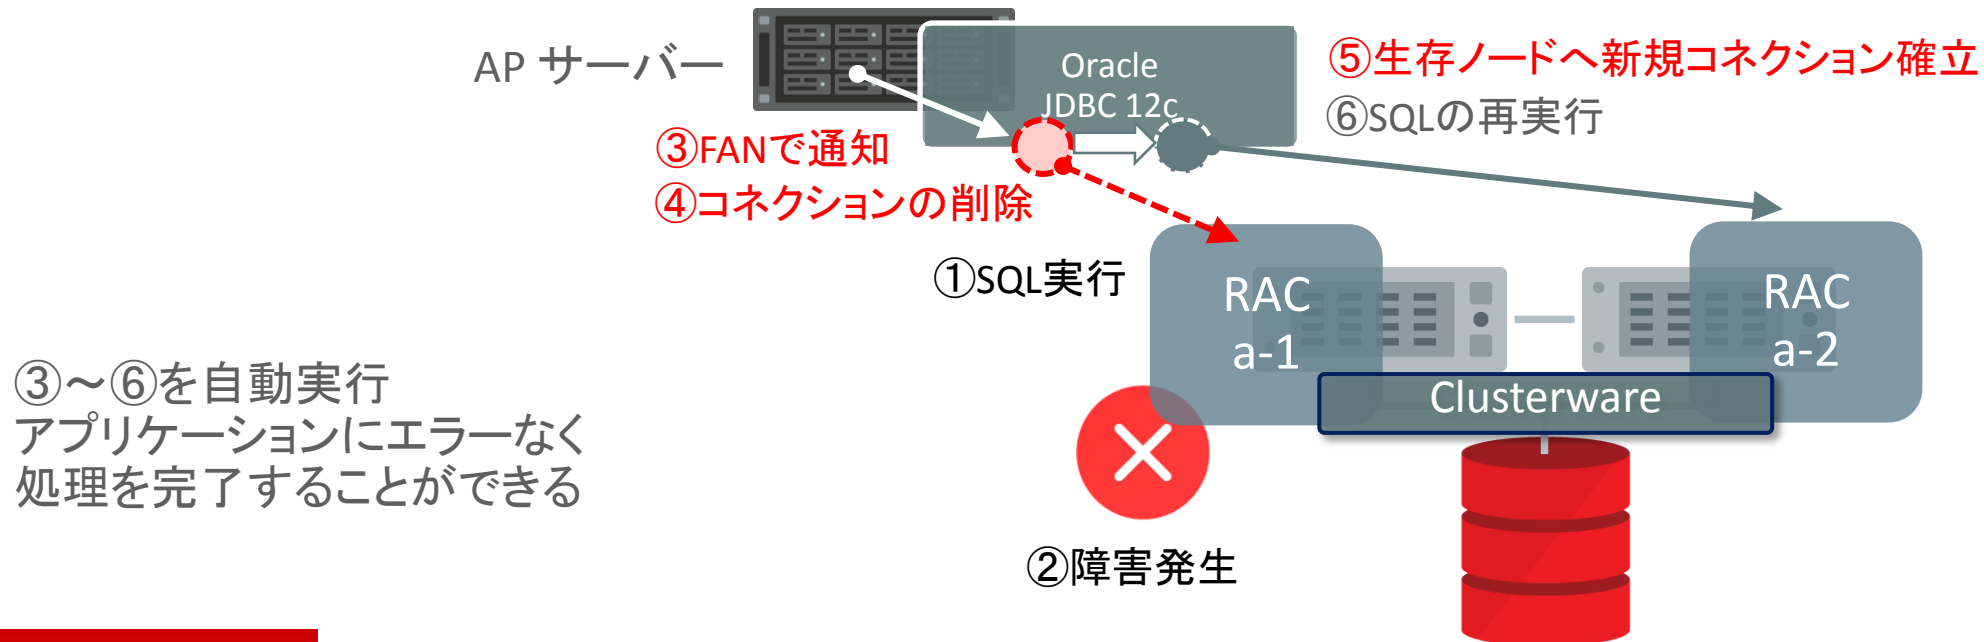 AP サーバー
Oracle
JDBC 12c
⑤生存ノードへ新規コネクション確立
⑥SQLの再実行
③FANで通知
④コネクションの削除
①SQL実行
RAC
a-1
RAC
a-2
Clusterware
③～⑥を自動実行
アプリケーションにエラーなく
処理を完了することができる
②障害発生